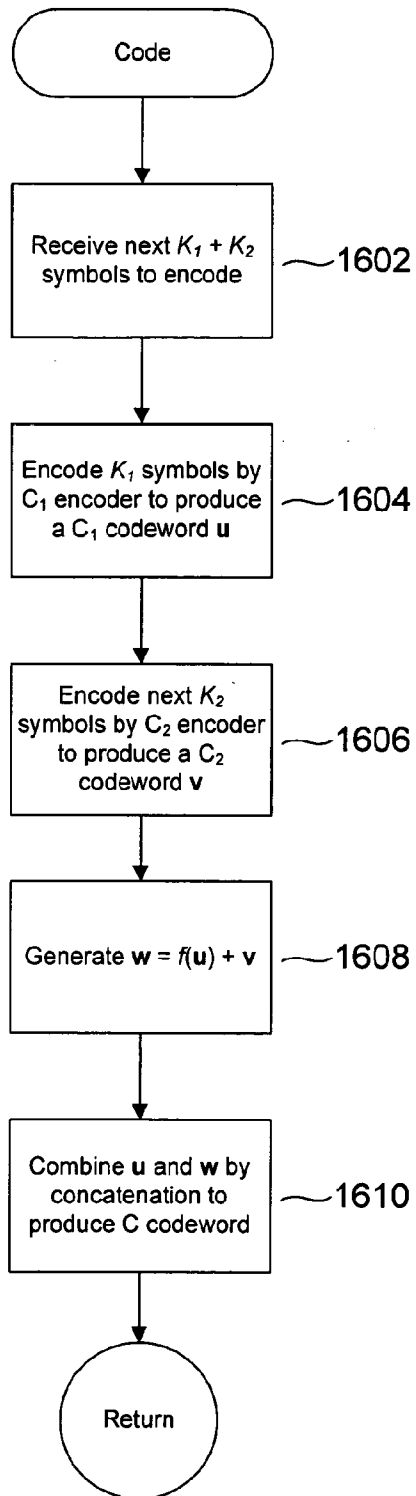 Code
Receive next K₁ + K₂
symbols to encode
1602
Encode K₁ symbols by
C₁ encoder to produce
a C₁ codeword u
1604
Encode next K₂
symbols by C₂ encoder
to produce a C₂
codeword v
1606
Generate w = f(u) + v
1608
Combine u and w by
concatenation to
produce C codeword
1610
Return